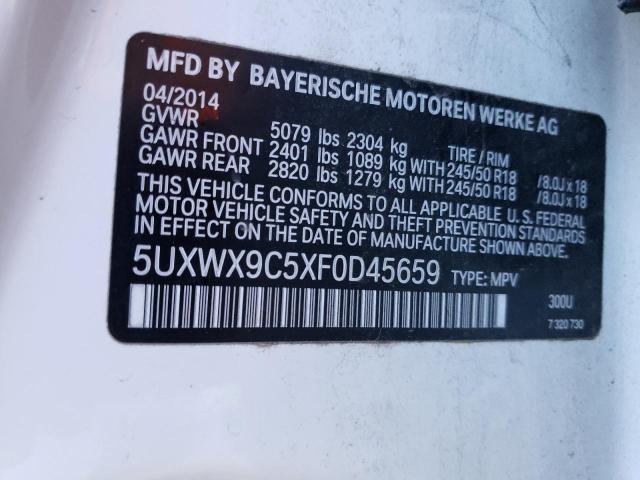 MFD BY BAYERISCHE MOTOREN WERKE AG
04/2014
GVWR 5079 lbs 2304 kg TIRE / RIM
GAWR FRONT 2401 lbs 1089 kg WITH 245/50 R18 /8.0J x 18
GAWR REAR 2820 lbs 1279 kg WITH 245/50 R18 /8.0J x 18
THIS VEHICLE CONFORMS TO ALL APPLICABLE U. S. FEDERAL
MOTOR VEHICLE SAFETY AND THEFT PREVENTION STANDARDS
IN EFFECT ON THE DATE OF MANUFACTURE SHOWN ABOVE.
5UXWX9C5XF0D45659 TYPE: MPV
300U
7 320 730